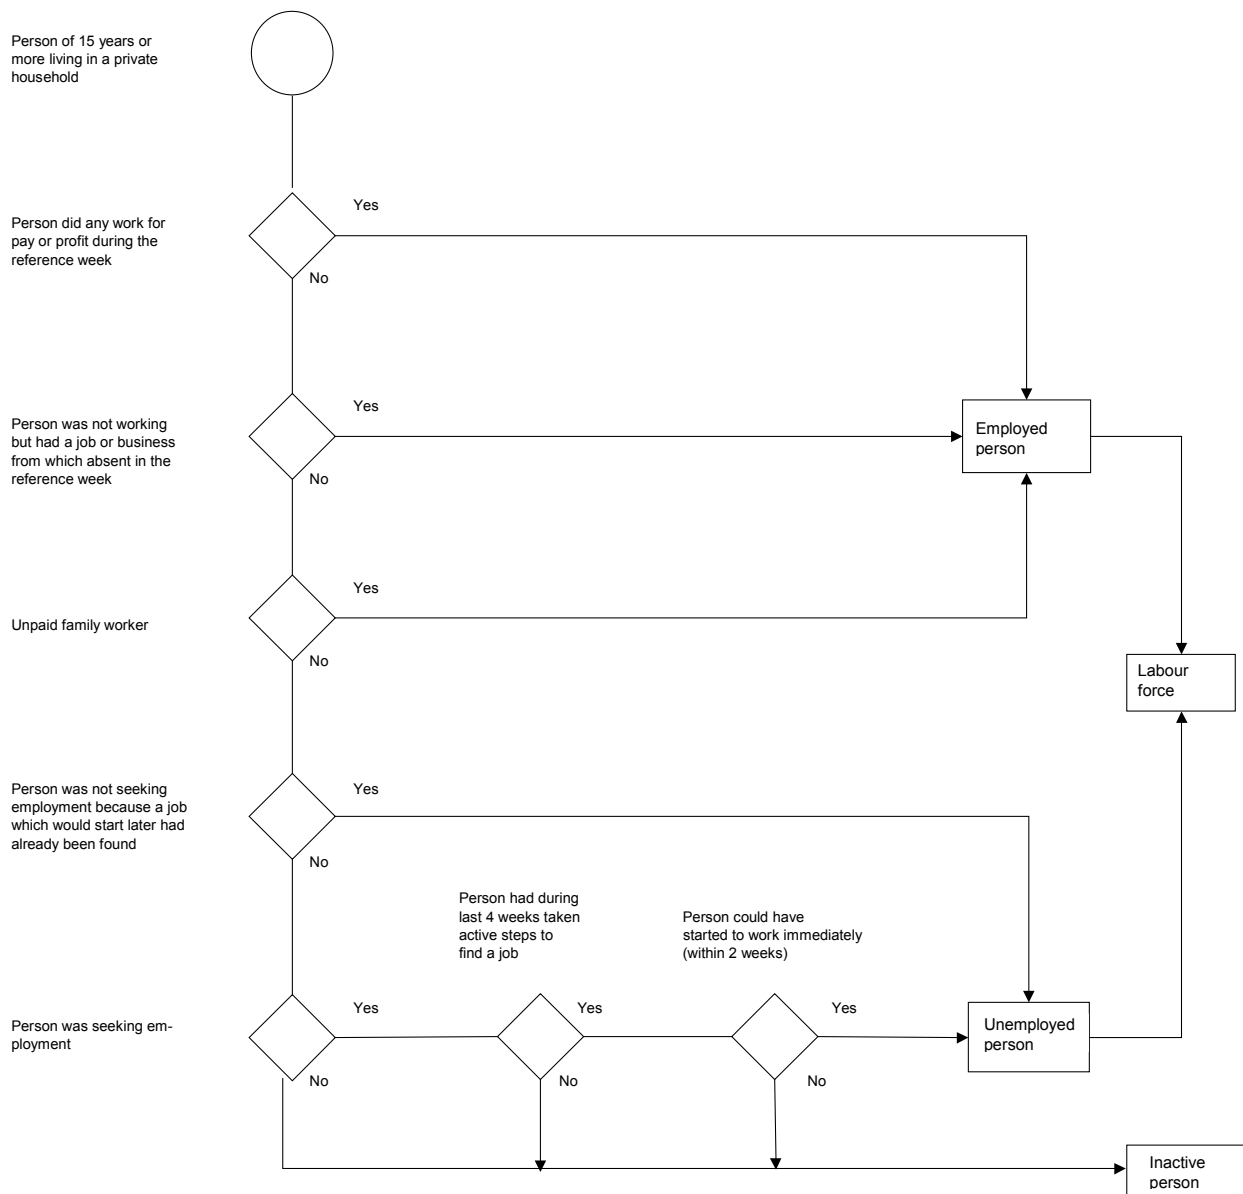 Person of 15 years or
more living in a private
household
Person did any work for
pay or profit during the
reference week
Yes
No
Person was not working
but had a job or business
from which absent in the
reference week
Yes
No
Employed
person
Unpaid family worker
Yes
No
Labour
force
Person was not seeking
employment because a job
which would start later had
already been found
Yes
No
Person had during
last 4 weeks taken
active steps to
find a job
Person could have
started to work immediately
(within 2 weeks)
Person was seeking em-
ployment
Yes
No
Yes
No
Yes
No
Unemployed
person
Inactive
person